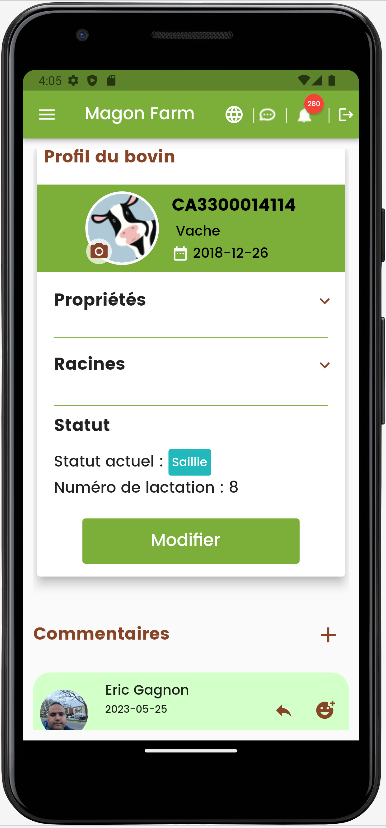 4:05
Magon Farm
280
Profil du bovin
CA3300014114
Vache
2018-12-26
Propriétés
Racines
Statut
Statut actuel : Saillie
Numéro de lactation : 8
Modifier
Commentaires
Eric Gagnon
2023-05-25